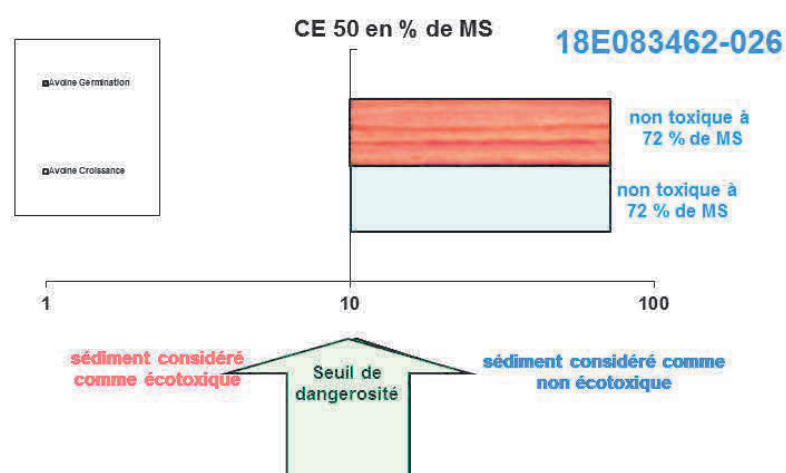 CE 50 en % de MS
18E083462-026
Avoine Germination
Avoine Croissance
non toxique à
72 % de MS
non toxique à
72 % de MS
1
10
100
sédiment considéré
comme écotoxique
Seuil de
dangerosité
sédiment considéré comme
non écotoxique